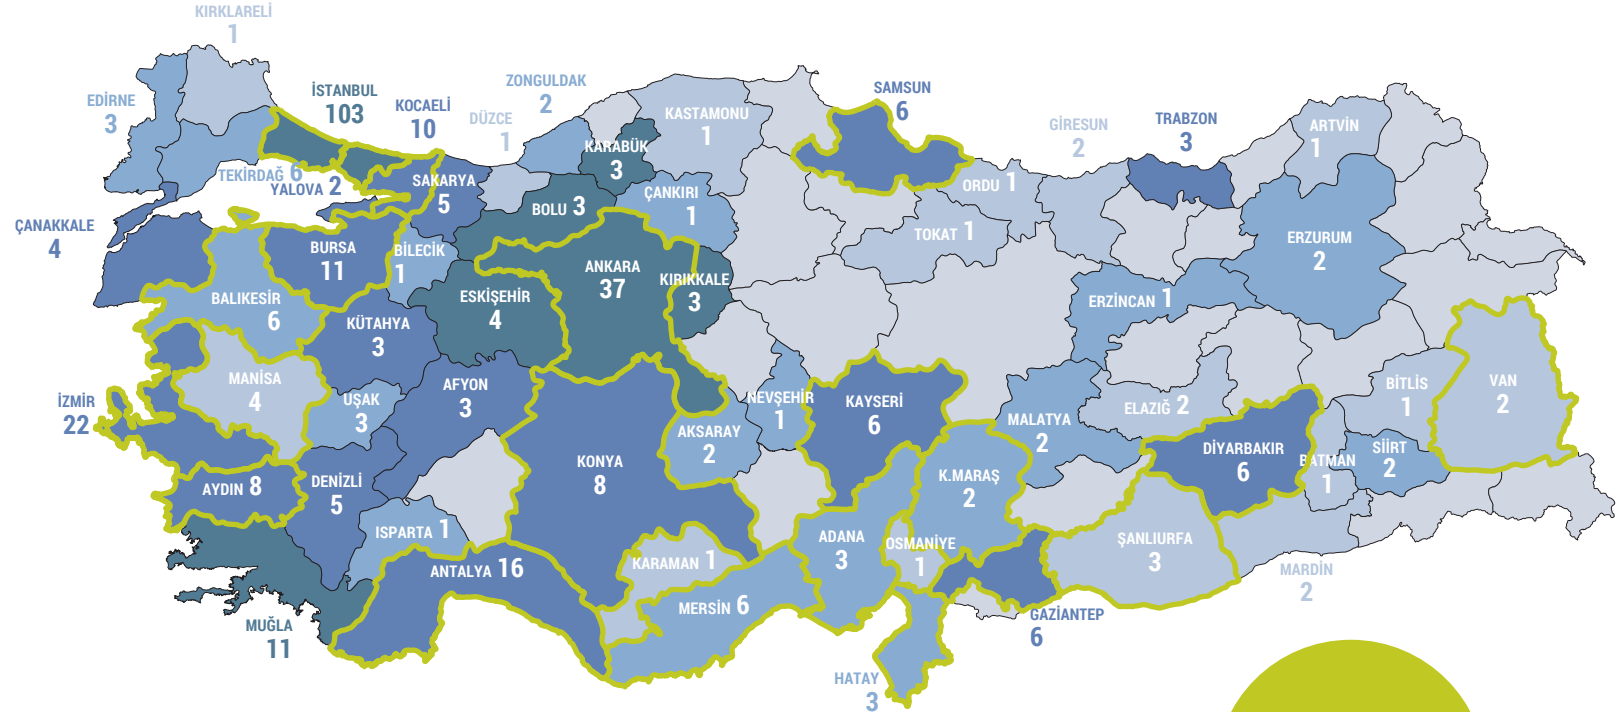 KIRKLARELİ
1
EDİRNE
3
İSTANBUL
103
KOCAELİ
10
DÜZCE
1
ZONGULDAK
2
KASTAMONU
1
KARABÜK
3
SAMSUN
6
GİRESUN
2
TRABZON
3
ARTVİN
1
TEKİRDAĞ 6
YALOVA 2
SAKARYA
5
BOLU 3
ÇANKIRI
1
ORDU 1
TOKAT 1
ÇANAKKALE
4
BURSA
11
BİLECİK
1
ANKARA
37
KIRIKKALE
3
ERZURUM
2
ERZİNCAN 1
BALIKESİR
6
ESKİŞEHİR
4
KÜTAHYA
3
MANİSA
4
UŞAK
3
AFYON
3
NEVŞEHİR
1
KAYSERİ
6
MALATYA
2
ELAZIĞ 2
BİTLİS
1
VAN
2
İZMİR
22
AKSARAY
2
KONYA
8
K.MARAŞ
2
DİYARBAKIR
6
BATMAN
1
SİİRT
2
AYDIN 8
DENİZLİ
5
ISPARTA 1
ANTALYA 16
KARAMAN 1
MERSİN 6
ADANA
3
OSMANİYE
1
ŞANLIURFA
3
MARDİN
2
MUĞLA
11
GAZİANTEP
6
HATAY
3